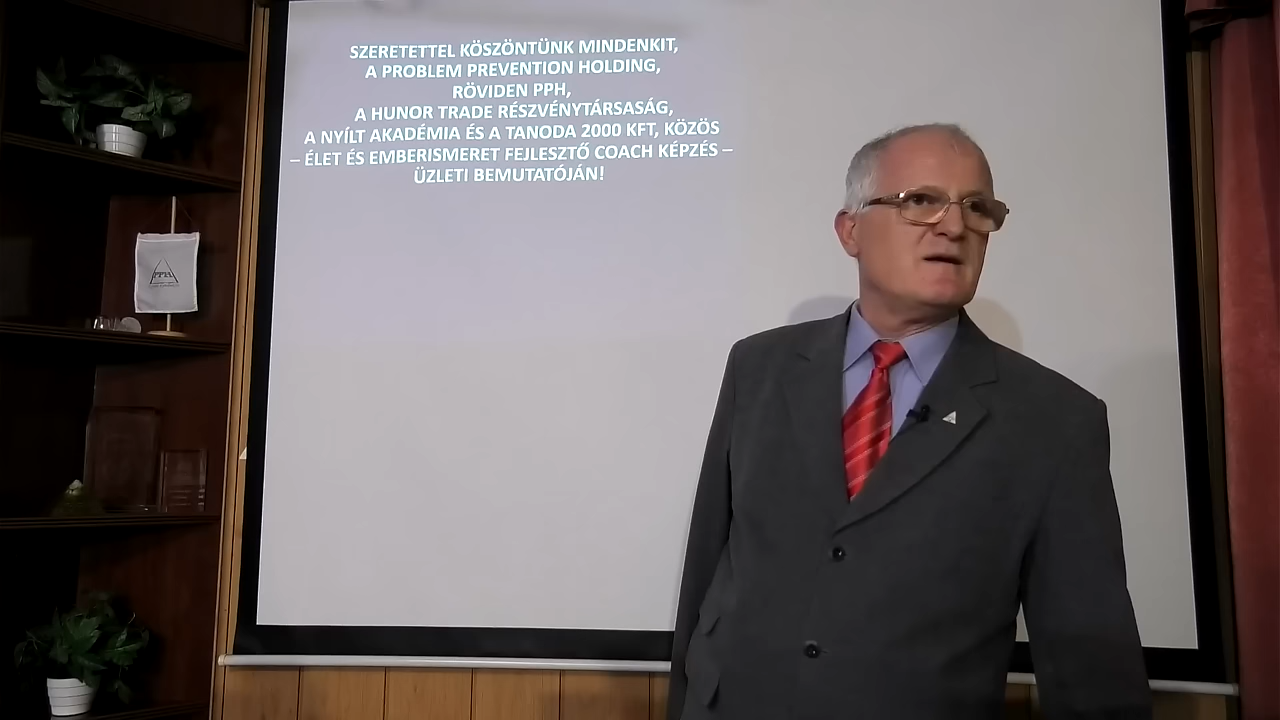 SZERETETTEL KÖSZÖNTÜNK MINDENKIT,
A PROBLEM PREVENTION HOLDING,
RÖVIDEN PPH,
A HUNOR TRADE RÉSZVÉNYTÁRSASÁG,
A NYÍLT AKADÉMIA ÉS A TANODA 2000 KFT, KÖZÖS
– ÉLET ÉS EMBERISMERET FEJLESZTŐ COACH KÉPZÉS –
ÜZLETI BEMUTATÓJÁN!